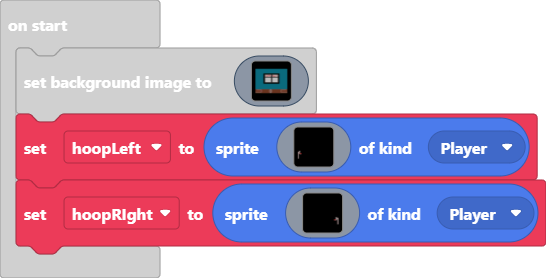 on start
set background image to
set hoopLeft to sprite of kind Player
set hoopRIght to sprite of kind Player